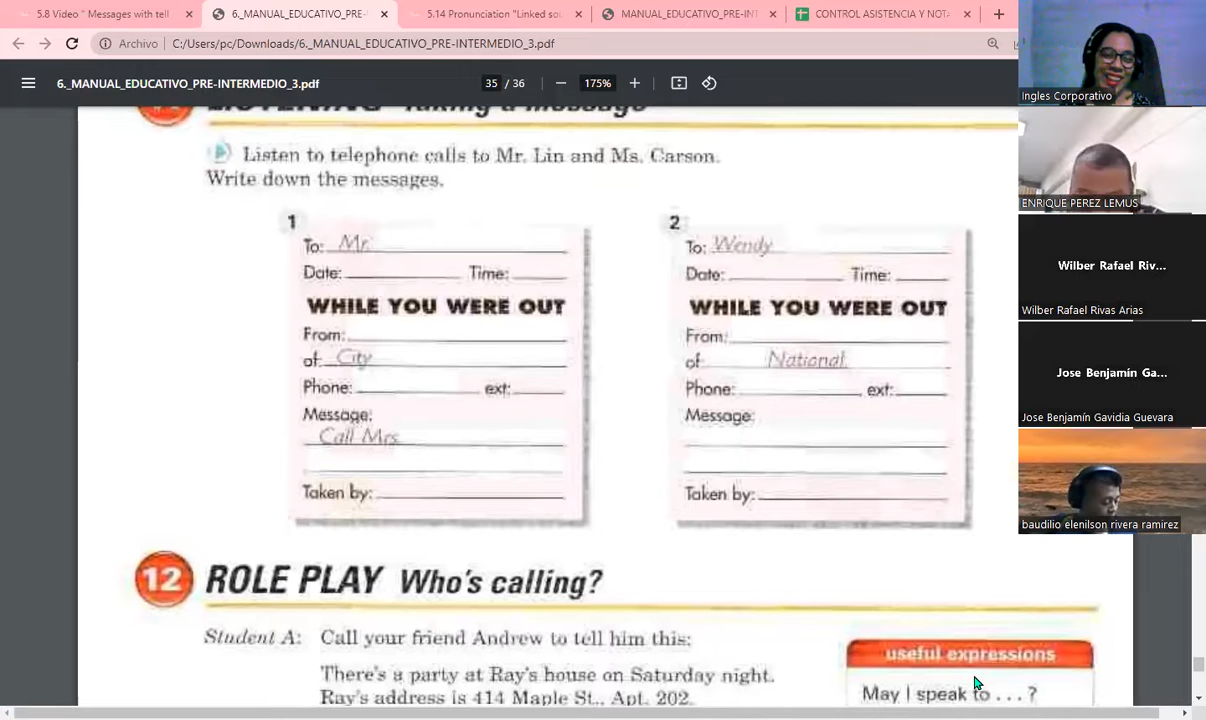 5.8 Video " Messages with tell
6._MANUAL_EDUCATIVO_PRE-
5.14 Pronunciation "Linked sou
MANUAL_EDUCATIVO_PRE-INT
CONTROL ASISTENCIA Y NOTA
Archivo
C:/Users/pc/Downloads/6._MANUAL_EDUCATIVO_PRE-INTERMEDIO_3.pdf
6._MANUAL_EDUCATIVO_PRE-INTERMEDIO_3.pdf
35 / 36
175%
a message
Listen to telephone calls to Mr. Lin and Ms. Carson.
Write down the messages.
1
To: Mr.
Date: Time:
WHILE YOU WERE OUT
From:
of: City
Phone: ext:
Message:
Call Mrs.
Taken by:
2
To: Wendy
Date: Time:
WHILE YOU WERE OUT
From:
of National
Phone: ext:
Message:
Taken by:
12 ROLE PLAY Who's calling?
Student A: Call your friend Andrew to tell him this:
There's a party at Ray's house on Saturday night.
Ray's address is 414 Maple St., Apt. 202.
useful expressions
May I speak to . . . ?
Ingles Corporativo
ENRIQUE PEREZ LEMUS
Wilber Rafael Riv...
Wilber Rafael Rivas Arias
Jose Benjamín Ga...
Jose Benjamín Gavidia Guevara
baudilio elenilson rivera ramirez